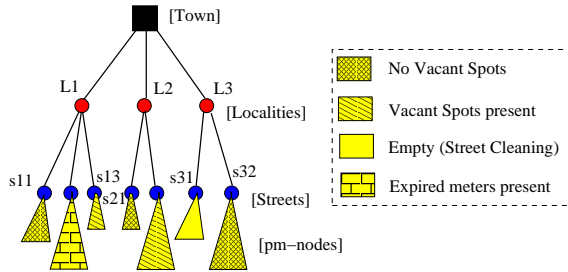 [Town]
L1
L2
L3
[Localities]
s11
s13
s21
s31
s32
[Streets]
[pm-nodes]
No Vacant Spots
Vacant Spots present
Empty (Street Cleaning)
Expired meters present